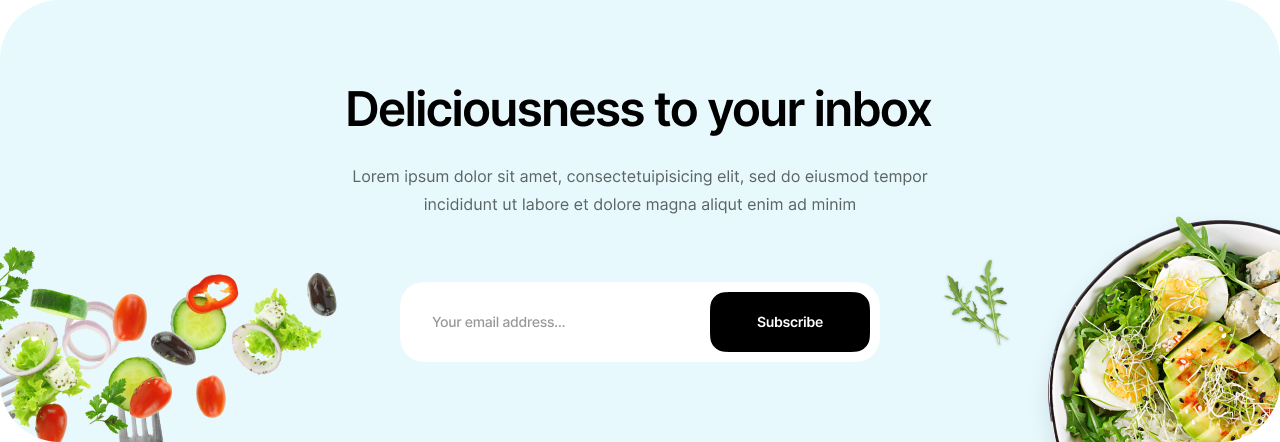 Deliciousness to your inbox
Lorem ipsum dolor sit amet, consectetuipisicing elit, sed do eiusmod tempor
incididunt ut labore et dolore magna aliqut enim ad minim
Your email address...
Subscribe